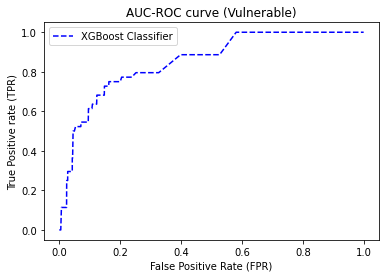 AUC-ROC curve (Vulnerable)
XGBoost Classifier
True Positive rate (TPR)
1.0
0.8
0.6
0.4
0.2
0.0
0.0 0.2 0.4 0.6 0.8 1.0
False Positive Rate (FPR)